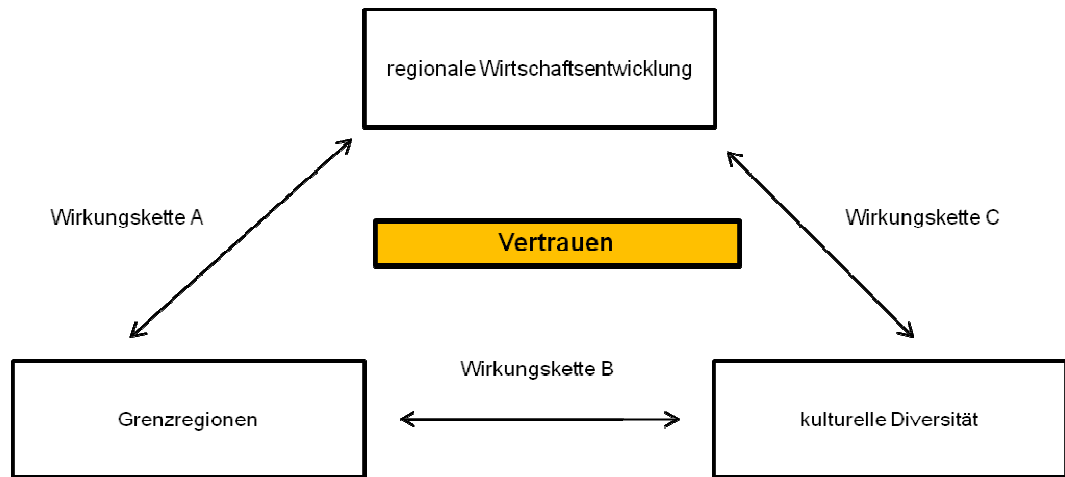 regionale Wirtschaftsentwicklung
Wirkungskette A
Wirkungskette C
Vertrauen
Wirkungskette B
Grenzregionen
kulturelle Diversität